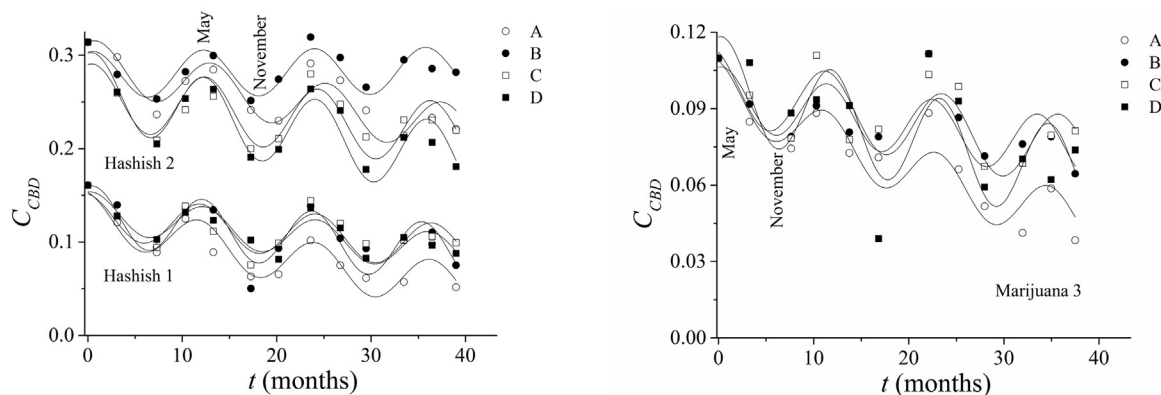 May
November
0.3
0.2
0.1
0.0
C_CBD
Hashish 2
Hashish 1
0
10
20
30
40
t (months)
A
B
C
D
0.12
0.09
0.06
0.03
0.00
C_CBD
May
November
Marijuana 3
0
10
20
30
40
t (months)
A
B
C
D